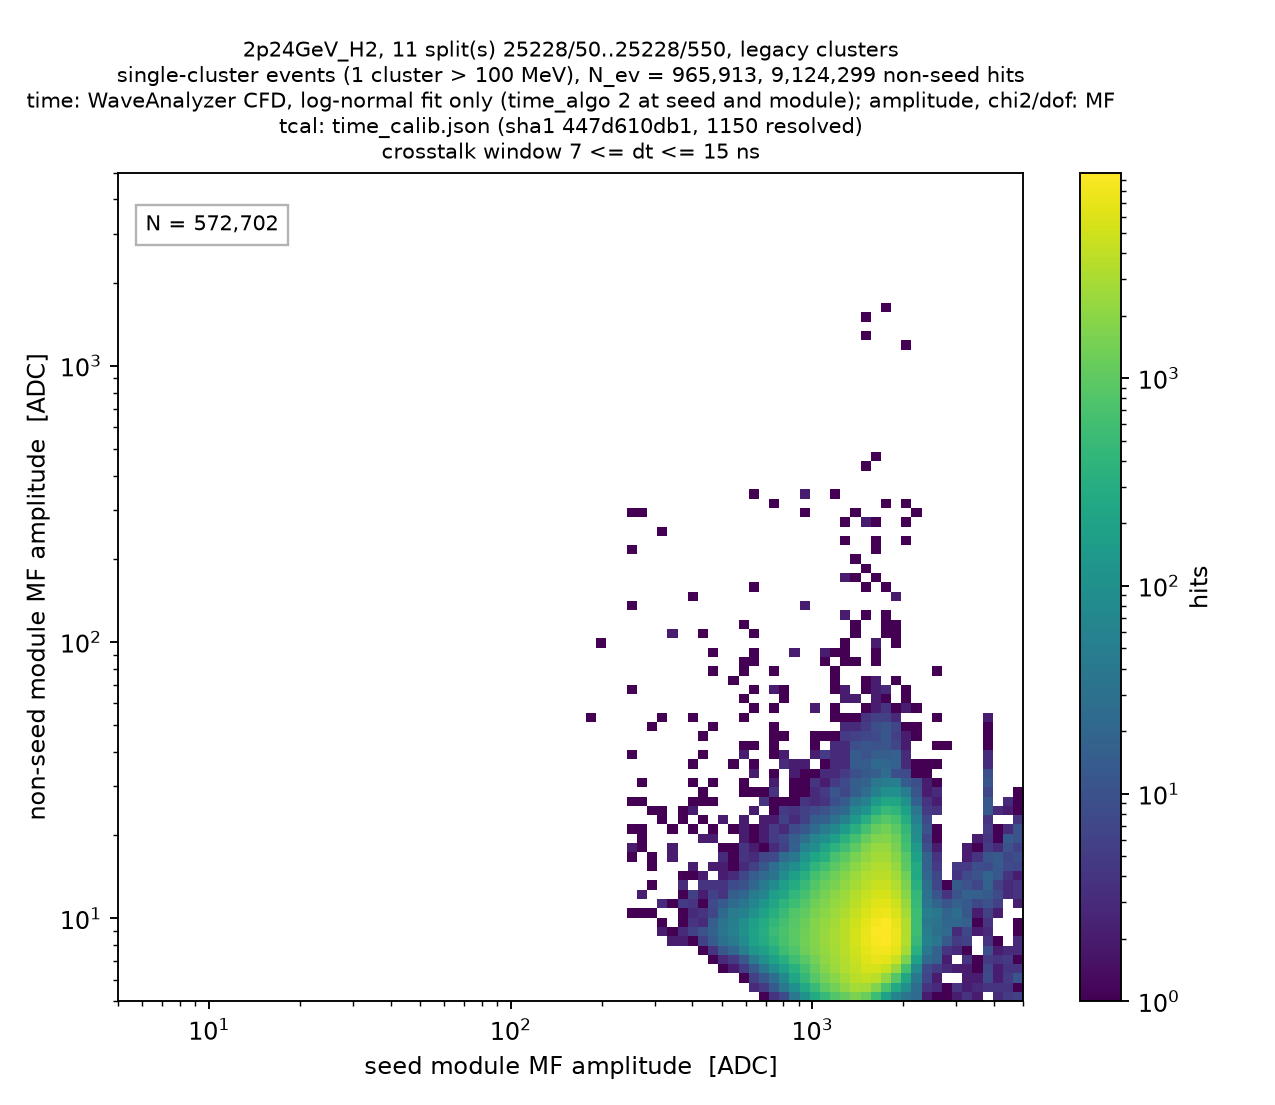 2p24GeV_H2, 11 split(s) 25228/50..25228/550, legacy clusters
single-cluster events (1 cluster > 100 MeV), N_ev = 965,913, 9,124,299 non-seed hits
time: WaveAnalyzer CFD, log-normal fit only (time_algo 2 at seed and module); amplitude, chi2/dof: MF
tcal: time_calib.json (sha1 447d610db1, 1150 resolved)
crosstalk window 7 <= dt <= 15 ns
N = 572,702
non-seed module MF amplitude [ADC]
10³
10²
10¹
10¹
10²
10³
seed module MF amplitude [ADC]
10³
10²
10¹
10⁰
hits